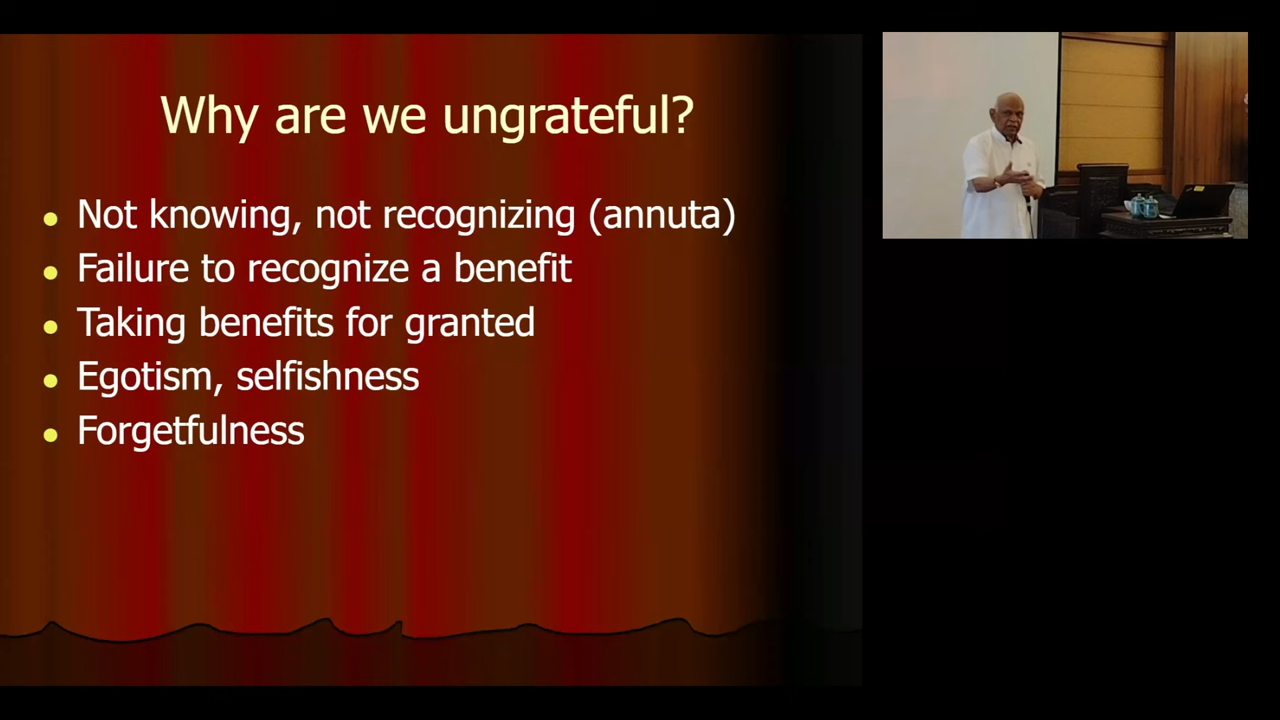 Why are we ungrateful?
Not knowing, not recognizing (annuta)
Failure to recognize a benefit
Taking benefits for granted
Egotism, selfishness
Forgetfulness